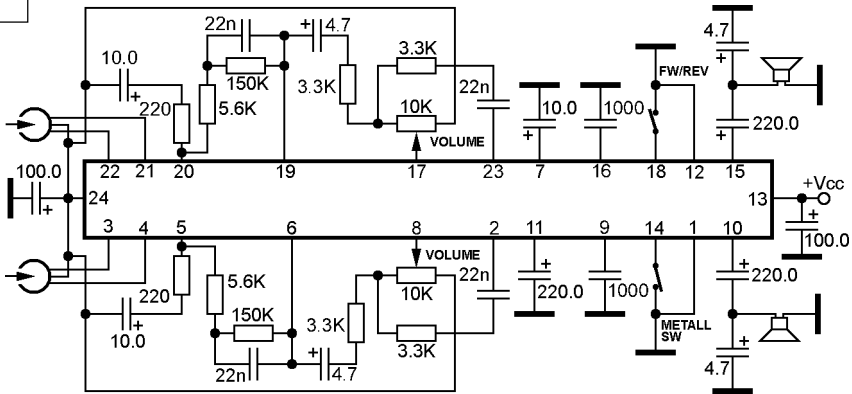 22n + 4.7 4.7 +
10.0 3.3K FW/REV
150K 3.3K 22n
+ 220 5.6K 10K 10.0 1000 + 220.0
VOLUME
100.0 22 21 20 19 17 23 7 16 18 12 15
+ 24 13 +Vcc
3 4 5 6 8 2 11 9 14 1 10 + 100.0
VOLUME
5.6K 22n + + 220.0
220 150K 10K 220.0 1000
3.3K METALL
SW
+ 10.0 3.3K
22n + 4.7 4.7 +